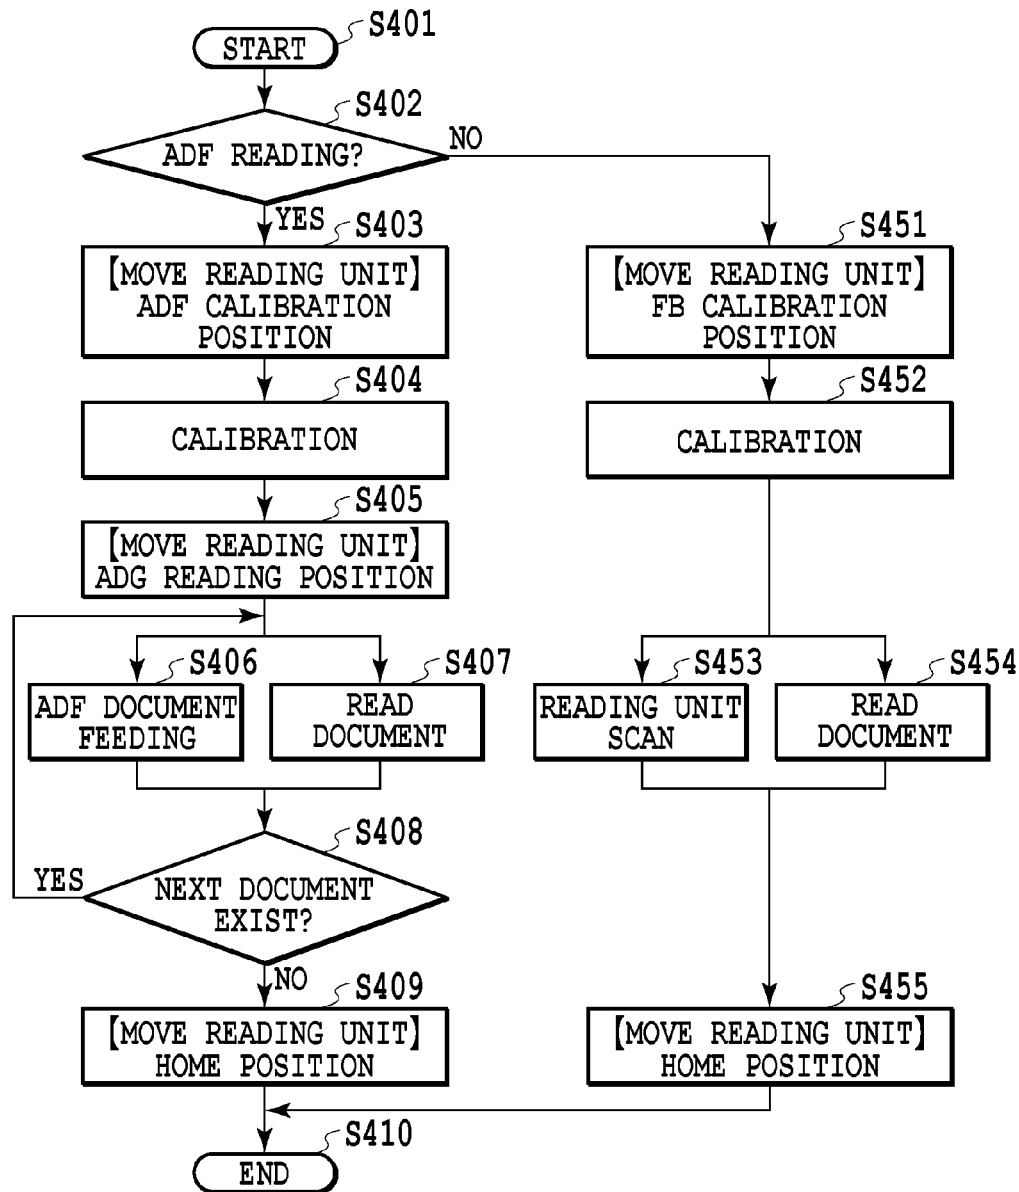 S401
START
S402
ADF READING?
NO
YES
S403
【MOVE READING UNIT】
ADF CALIBRATION
POSITION
S451
【MOVE READING UNIT】
FB CALIBRATION
POSITION
S404
CALIBRATION
S452
CALIBRATION
S405
【MOVE READING UNIT】
ADG READING POSITION
S406
ADF DOCUMENT
FEEDING
S407
READ
DOCUMENT
S453
READING UNIT
SCAN
S454
READ
DOCUMENT
S408
YES
NEXT DOCUMENT
EXIST?
NO
S409
【MOVE READING UNIT】
HOME POSITION
S455
【MOVE READING UNIT】
HOME POSITION
S410
END